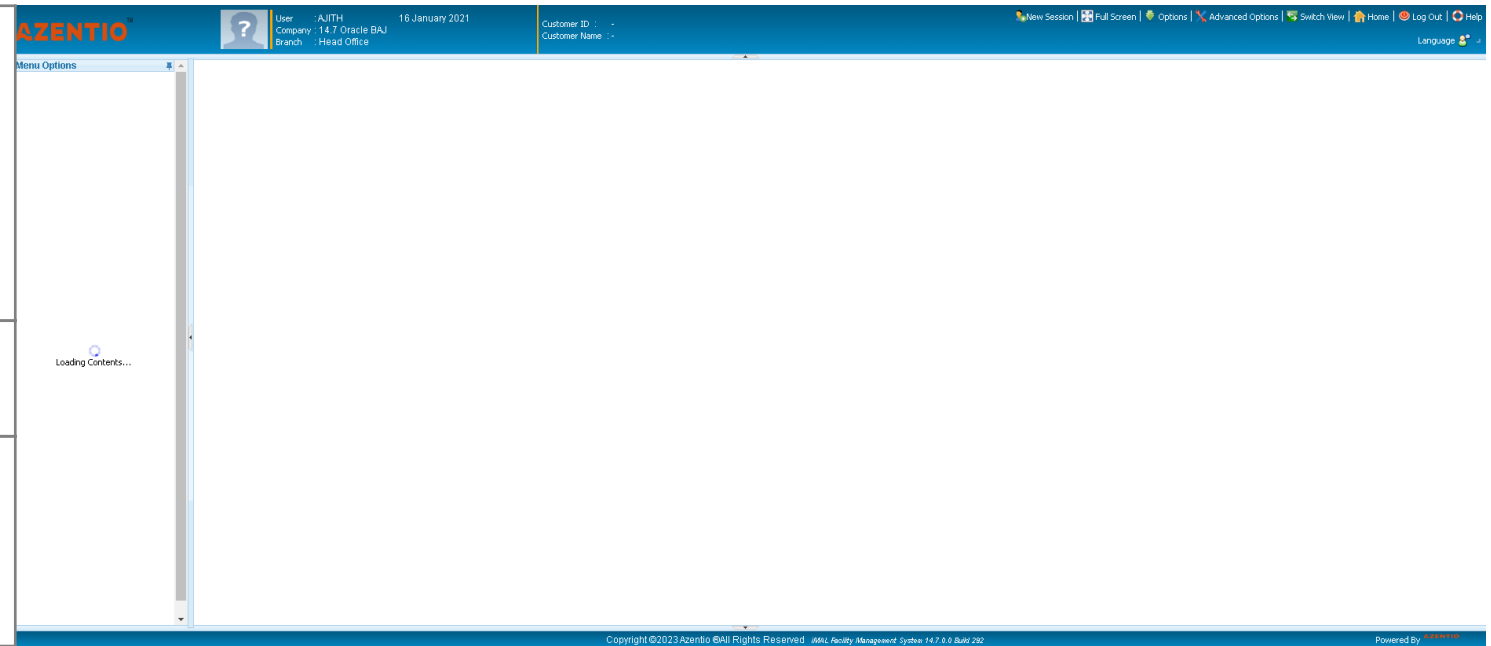 AZENTIO™
User : AJITH 16 January 2021
Company : 14.7 Oracle BAJ
Branch : Head Office
Customer ID : -
Customer Name : -
New Session | Full Screen | Options | Advanced Options | Switch View | Home | Log Out | Help
Language
Menu Options
Loading Contents...
Copyright ©2023 Azentio ®All Rights Reserved iMAL Facility Management System 14.7.0.0 Build 292
Powered By AZENTIO